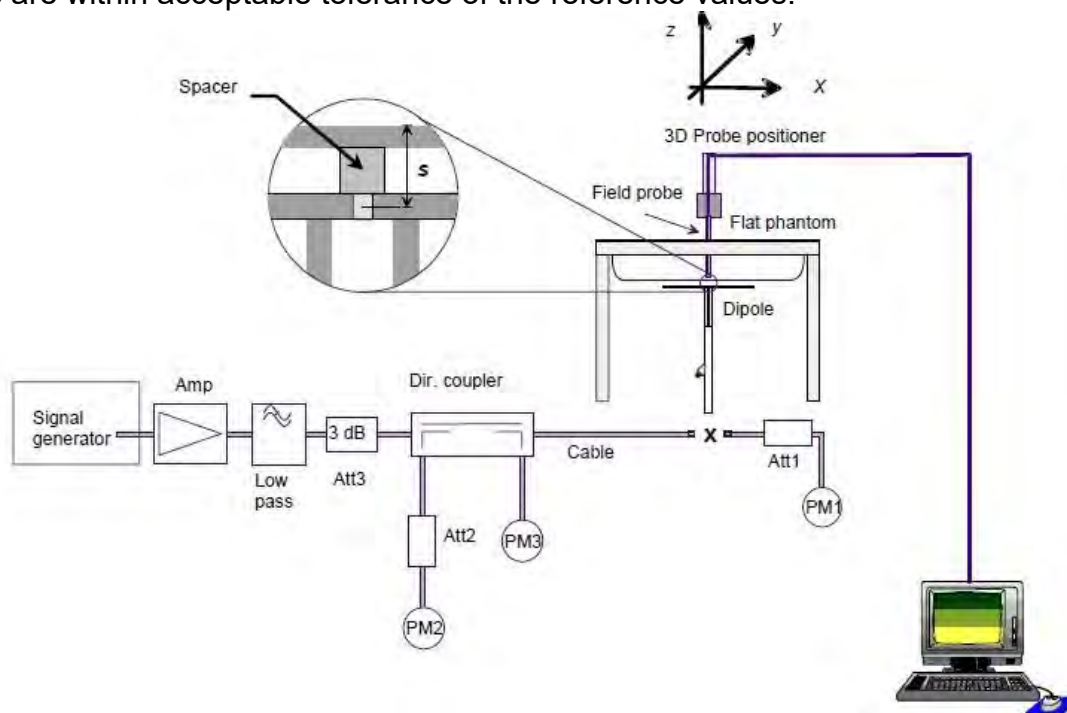 are within acceptable tolerance of the reference values.
z
y
X
Spacer
s
3D Probe positioner
Field probe
Flat phantom
Dipole
Signal
generator
Amp
Low
pass
3 dB
Att3
Dir. coupler
Cable
x
Att1
PM1
Att2
PM3
PM2